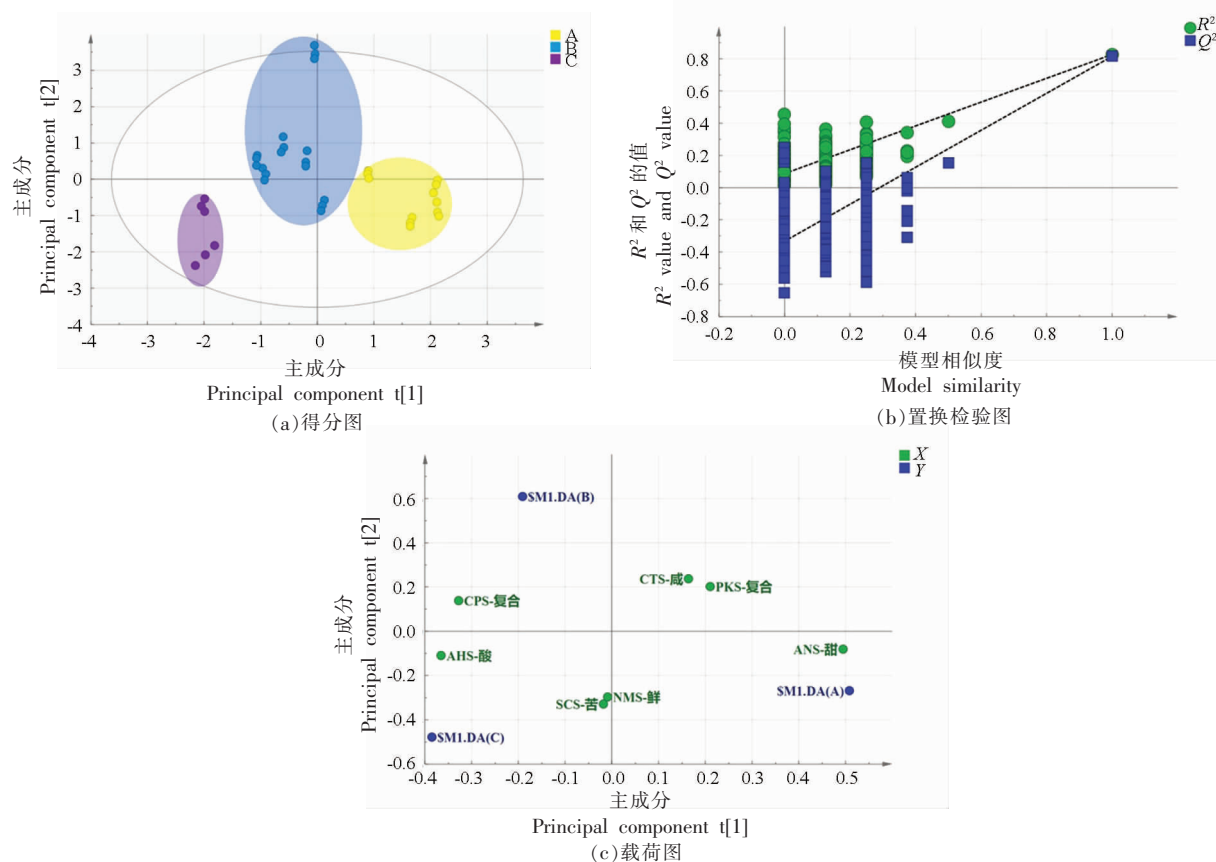 A
B
C
3
2
1
0
-1
-2
-3
-4
主成分
Principal component t[2]
-4 -3 -2 -1 0 1 2 3
主成分
Principal component t[1]
(a)得分图
R²
Q²
0.8
0.6
0.4
0.2
0.0
-0.2
-0.4
-0.6
-0.8
R² 和 Q² 的值
R² value and Q² value
-0.2 0.0 0.2 0.4 0.6 0.8 1.0
模型相似度
Model similarity
(b)置换检验图
X
Y
0.6
0.4
0.2
0.0
-0.2
-0.4
-0.6
主成分
Principal component t[2]
$M1.DA(B)
CTS-咸
PKS-复合
CPS-复合
AHS-酸
ANS-甜
$M1.DA(A)
NMS-鲜
SCS-苦
$M1.DA(C)
-0.4 -0.3 -0.2 -0.1 0.0 0.1 0.2 0.3 0.4 0.5
主成分
Principal component t[1]
(c)载荷图